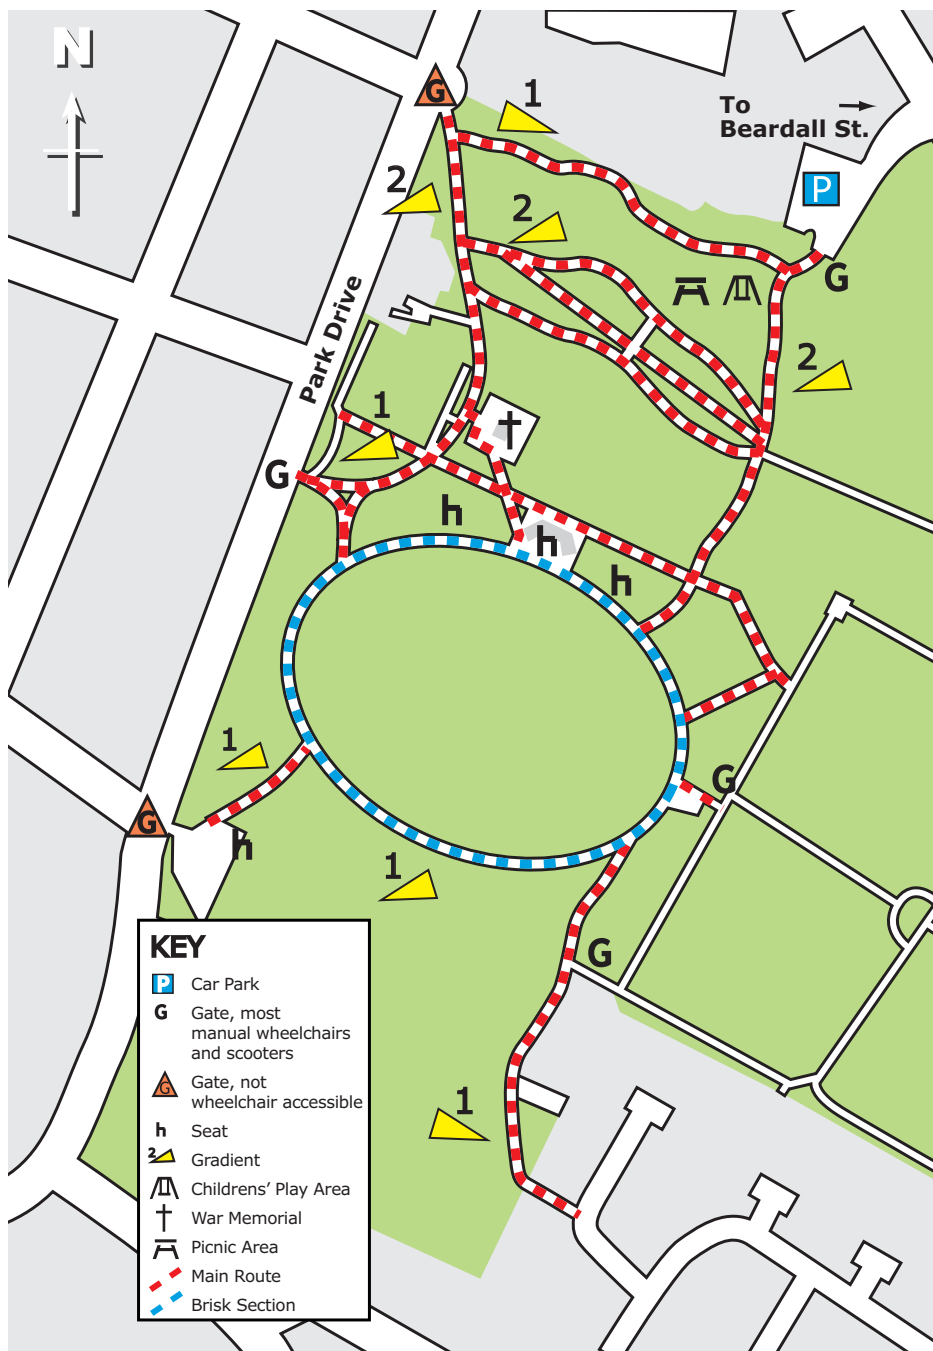 N
G
1
To
Beardall St.
P
2
2
G
Park Drive
2
1
G
h
h
h
1
G
G
h
1
G
1
KEY
P Car Park
G Gate, most
manual wheelchairs
and scooters
G Gate, not
wheelchair accessible
h Seat
2 Gradient
Childrens' Play Area
War Memorial
Picnic Area
Main Route
Brisk Section